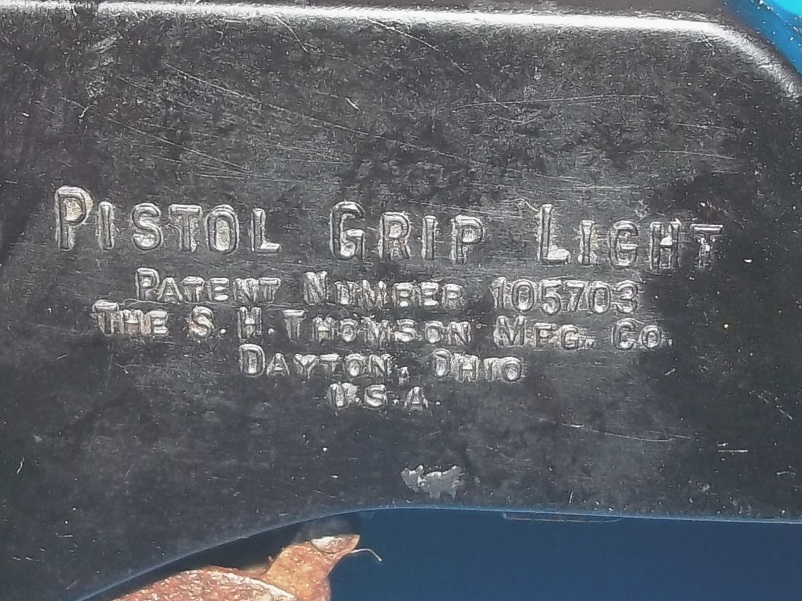 PISTOL GRIP LIGHT
PATENT NUMBER 105703
THE S. H. THOMSON MFG. CO.
DAYTON, OHIO
U.S.A.